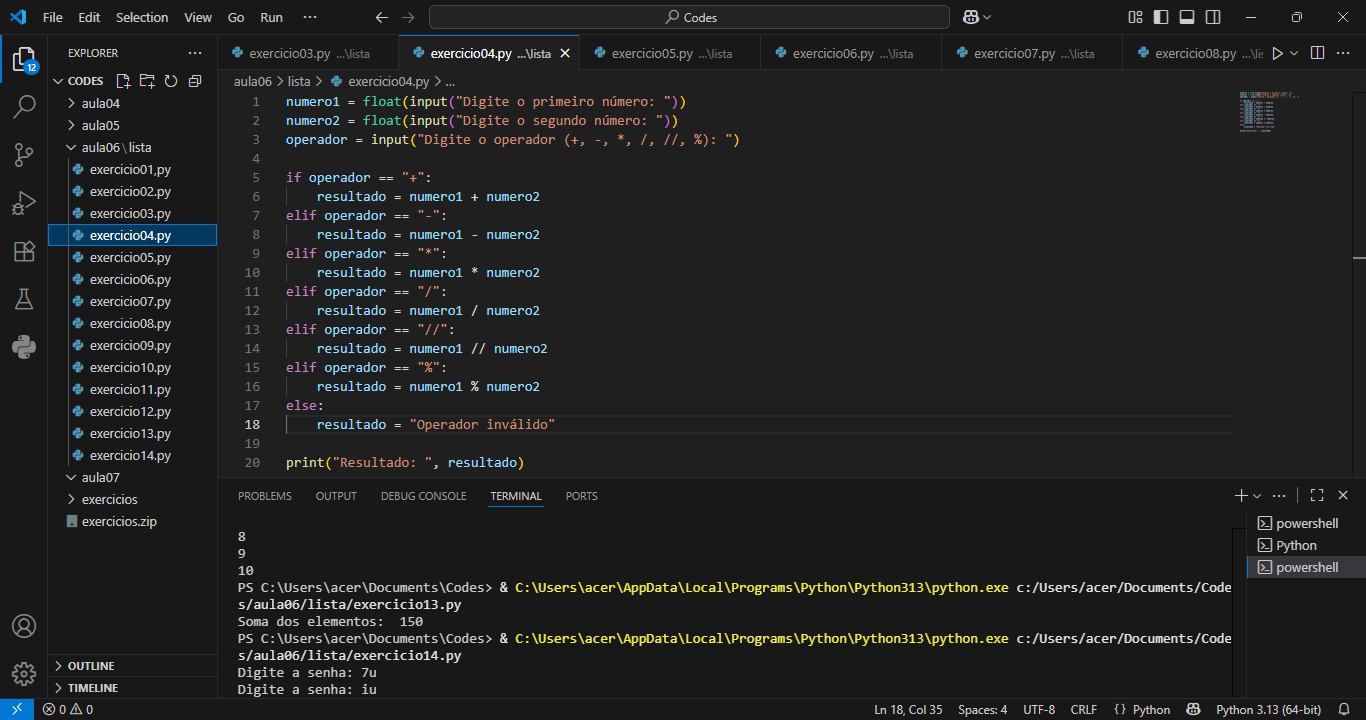 File Edit Selection View Go Run ···
Codes
EXPLORER ···
CODES
aula04
aula05
aula06 \ lista
exercicio01,py
exercicio02.py
exercicio03.py
exercicio04.py
exercicio05.py
exercicio06.py
exercicio07.py
exercicio08.py
exercicio09.py
exercicio10.py
exercicio11.py
exercicio12.py
exercicio13.py
exercicio14.py
aula07
exercicios
exercicios.zip
OUTLINE
TIMELINE
12
exercicio03.py ...\lista exercicio04.py ...\lista exercicio05.py ...\lista exercicio06.py ...\lista exercicio07.py ...\lista exercicio08.py ...\lis
aula06 > lista > exercicio04.py > ...
1 numero1 = float(input("Digite o primeiro número: "))
2 numero2 = float(input("Digite o segundo número: "))
3 operador = input("Digite o operador (+, -, *, /, //, %): ")
4
5 if operador == "+":
6 resultado = numero1 + numero2
7 elif operador == "-":
8 resultado = numero1 - numero2
9 elif operador == "*":
10 resultado = numero1 * numero2
11 elif operador == "/":
12 resultado = numero1 / numero2
13 elif operador == "//":
14 resultado = numero1 // numero2
15 elif operador == "%":
16 resultado = numero1 % numero2
17 else:
18 resultado = "Operador inválido"
19
20 print("Resultado: ", resultado)
PROBLEMS OUTPUT DEBUG CONSOLE TERMINAL PORTS
8
9
10
PS C:\Users\acer\Documents\Codes> & C:\Users\acer\AppData\Local\Programs\Python\Python313\python.exe c:/Users/acer/Documents/Code
s/aula06/lista/exercicio13.py
Soma dos elementos:  150
PS C:\Users\acer\Documents\Codes> & C:\Users\acer\AppData\Local\Programs\Python\Python313\python.exe c:/Users/acer/Documents/Code
s/aula06/lista/exercicio14.py
Digite a senha: 7u
Digite a senha: iu
powershell
Python
powershell
0 0
Ln 18, Col 35 Spaces: 4 UTF-8 CRLF {} Python Python 3.13 (64-bit)